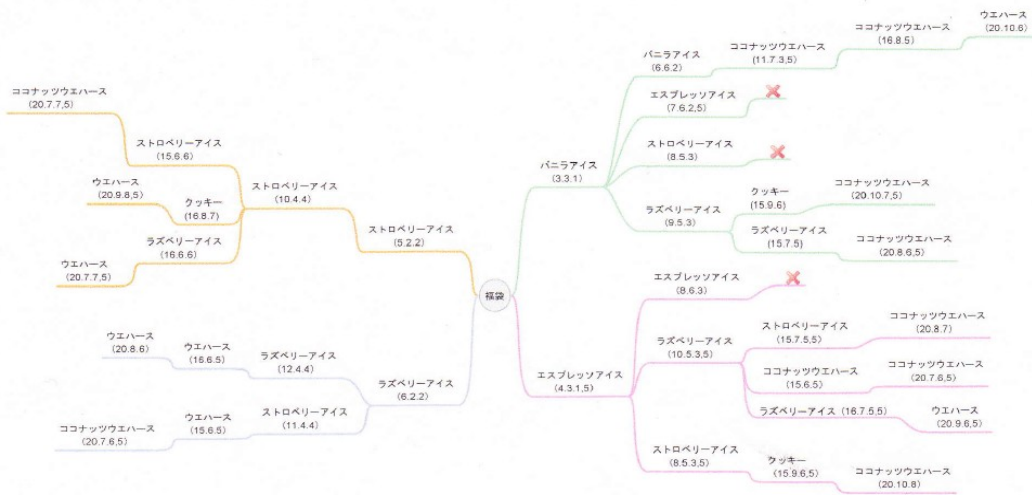 福袋
バニラアイス
(3.3.1)
バニラアイス
(6.6.2)
ココナッツウエハース
(11.7.3,5)
ココナッツウエハース
(16.8.5)
ウエハース
(20.10.6)
エスプレッソアイス
(7.6.2,5)
ストロベリーアイス
(8.5.3)
ラズベリーアイス
(9.5.3)
クッキー
(15.9.6)
ココナッツウエハース
(20.10.7,5)
ラズベリーアイス
(15.7.5)
ココナッツウエハース
(20.8.6,5)
エスプレッソアイス
(4.3.1,5)
エスプレッソアイス
(8.6.3)
ラズベリーアイス
(10.5.3,5)
ストロベリーアイス
(15.7.5,5)
ココナッツウエハース
(20.8.7)
ココナッツウエハース
(15.6.5)
ココナッツウエハース
(20.7.6,5)
ラズベリーアイス (16.7.5,5)
ウエハース
(20.9.6,5)
ストロベリーアイス
(8.5.3,5)
クッキー
(15.9.6,5)
ココナッツウエハース
(20.10.8)
ストロベリーアイス
(5.2.2)
ストロベリーアイス
(10.4.4)
ストロベリーアイス
(15.6.6)
ココナッツウエハース
(20.7.7,5)
クッキー
(16.8.7)
ウエハース
(20.9.8,5)
ラズベリーアイス
(16.6.6)
ウエハース
(20.7.7,5)
ラズベリーアイス
(6.2.2)
ラズベリーアイス
(12.4.4)
ウエハース
(16.6.5)
ウエハース
(20.8.6)
ストロベリーアイス
(11.4.4)
ウエハース
(15.6.5)
ココナッツウエハース
(20.7.6,5)